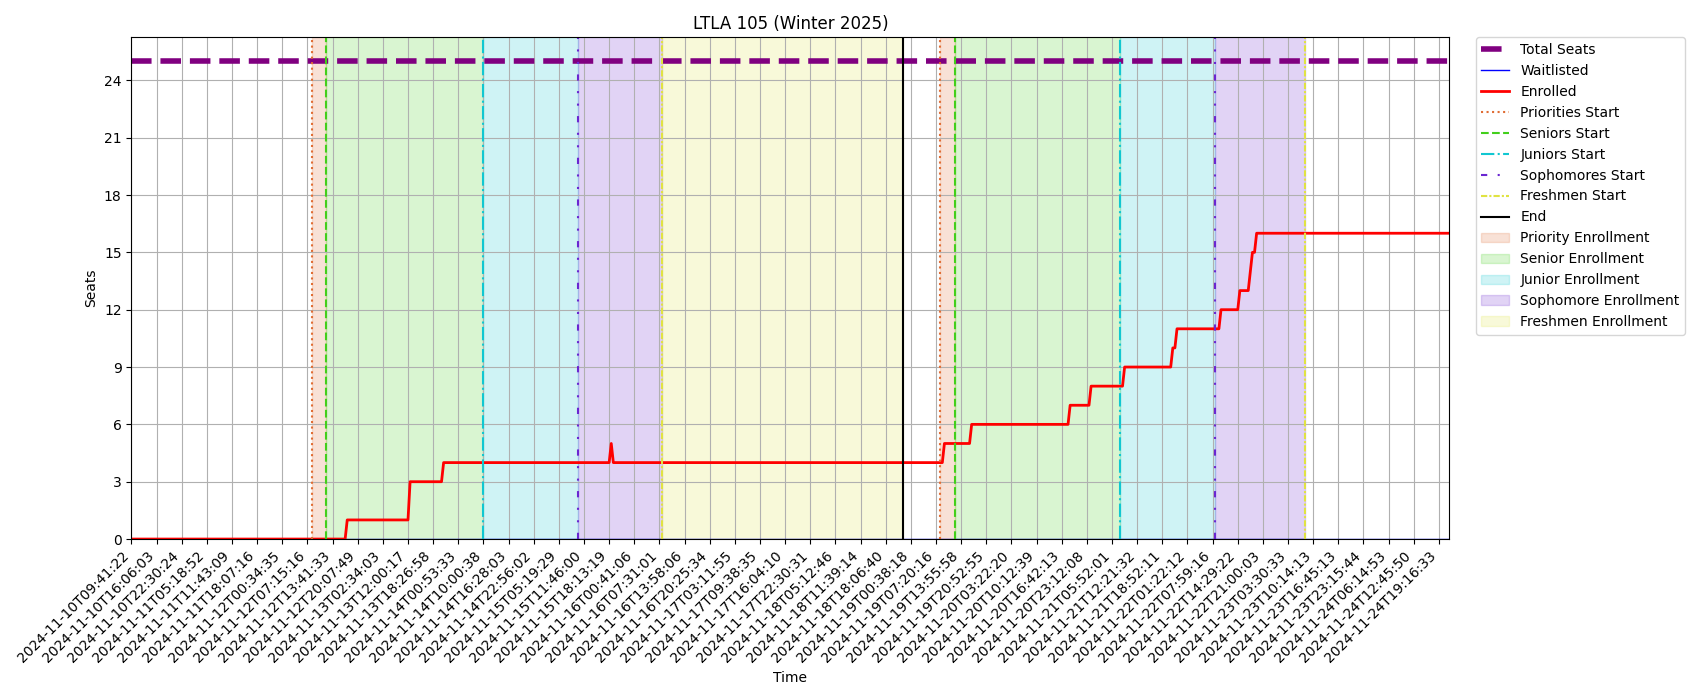 LTLA 105 (Winter 2025)
Total Seats
Waitlisted
Enrolled
Priorities Start
Seniors Start
Juniors Start
Sophomores Start
Freshmen Start
End
Priority Enrollment
Senior Enrollment
Junior Enrollment
Sophomore Enrollment
Freshmen Enrollment
Seats
24
21
18
15
12
9
6
3
0
2024-11-10T09:41:22
2024-11-10T16:06:03
2024-11-10T22:30:24
2024-11-11T05:18:52
2024-11-11T11:43:09
2024-11-11T18:07:16
2024-11-12T00:34:35
2024-11-12T07:15:16
2024-11-12T13:41:33
2024-11-12T20:07:49
2024-11-13T02:34:03
2024-11-13T12:00:17
2024-11-13T18:26:58
2024-11-14T00:53:33
2024-11-14T10:00:38
2024-11-14T16:28:03
2024-11-14T22:56:02
2024-11-15T05:19:29
2024-11-15T11:46:00
2024-11-15T18:13:19
2024-11-16T00:41:06
2024-11-16T07:31:01
2024-11-16T13:58:06
2024-11-16T20:25:34
2024-11-17T03:11:55
2024-11-17T09:38:35
2024-11-17T16:04:10
2024-11-17T22:30:31
2024-11-18T05:12:46
2024-11-18T11:39:14
2024-11-18T18:06:40
2024-11-19T00:38:18
2024-11-19T07:20:16
2024-11-19T13:55:58
2024-11-19T20:52:55
2024-11-20T03:22:20
2024-11-20T10:12:39
2024-11-20T16:42:13
2024-11-20T23:12:08
2024-11-21T05:52:01
2024-11-21T12:21:32
2024-11-21T18:52:11
2024-11-22T01:22:12
2024-11-22T07:59:16
2024-11-22T14:29:22
2024-11-22T21:00:03
2024-11-23T03:30:33
2024-11-23T10:14:13
2024-11-23T16:45:13
2024-11-23T23:15:44
2024-11-24T06:14:53
2024-11-24T12:45:50
2024-11-24T19:16:33
Time